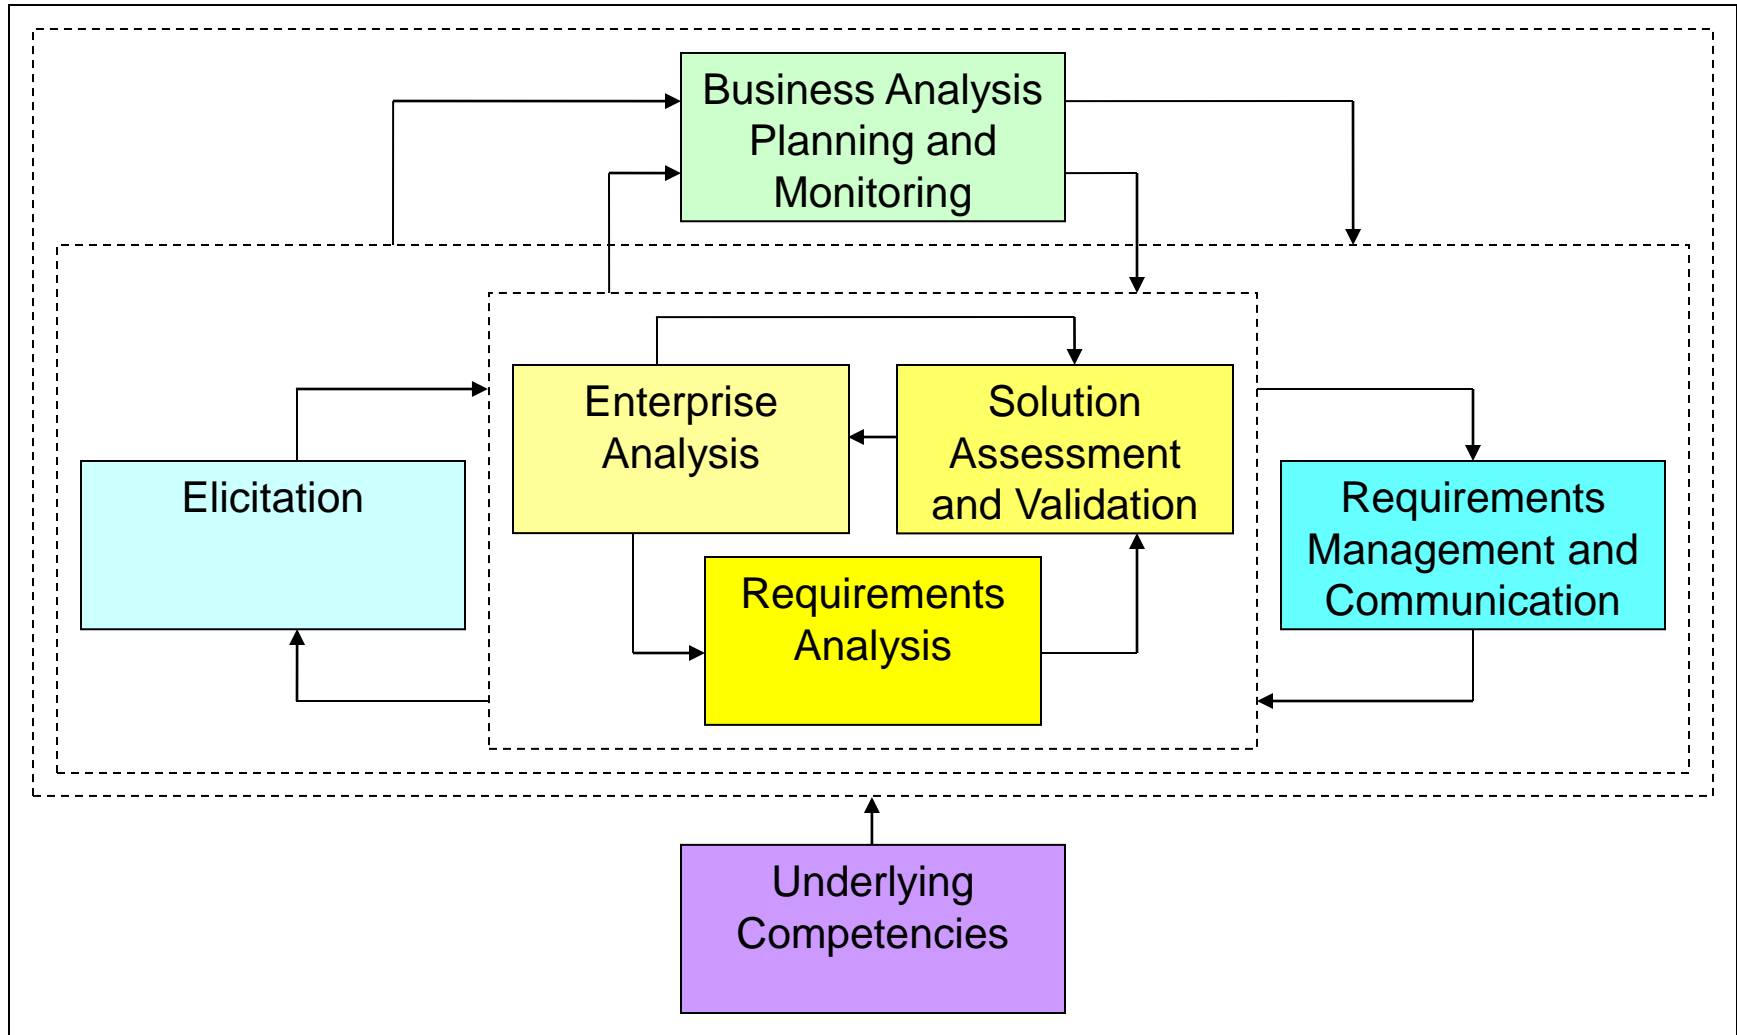 Business Analysis
Planning and
Monitoring
Enterprise
Analysis
Solution
Assessment
and Validation
Elicitation
Requirements
Management and
Communication
Requirements
Analysis
Underlying
Competencies